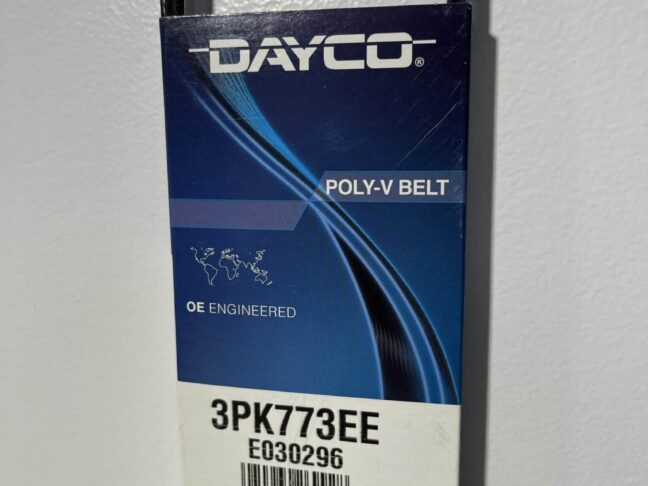 DAYCO®
POLY-V BELT
OE ENGINEERED
3PK773EE
E030296